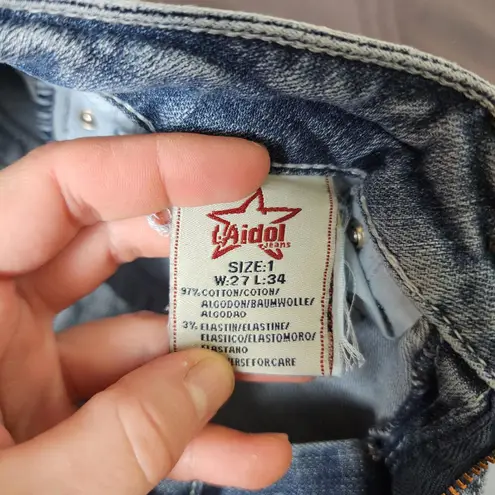 L'Aidol
JEANS
SIZE:1
W:27 L:34
97% COTTON/COTON/
ALGODON/BAUMWOLLE/
ALGODAO
3% ELASTIN/ELASTINE/
ELASTICO/ELASTOMORO/
ELASTANO
VERSE FOR CARE